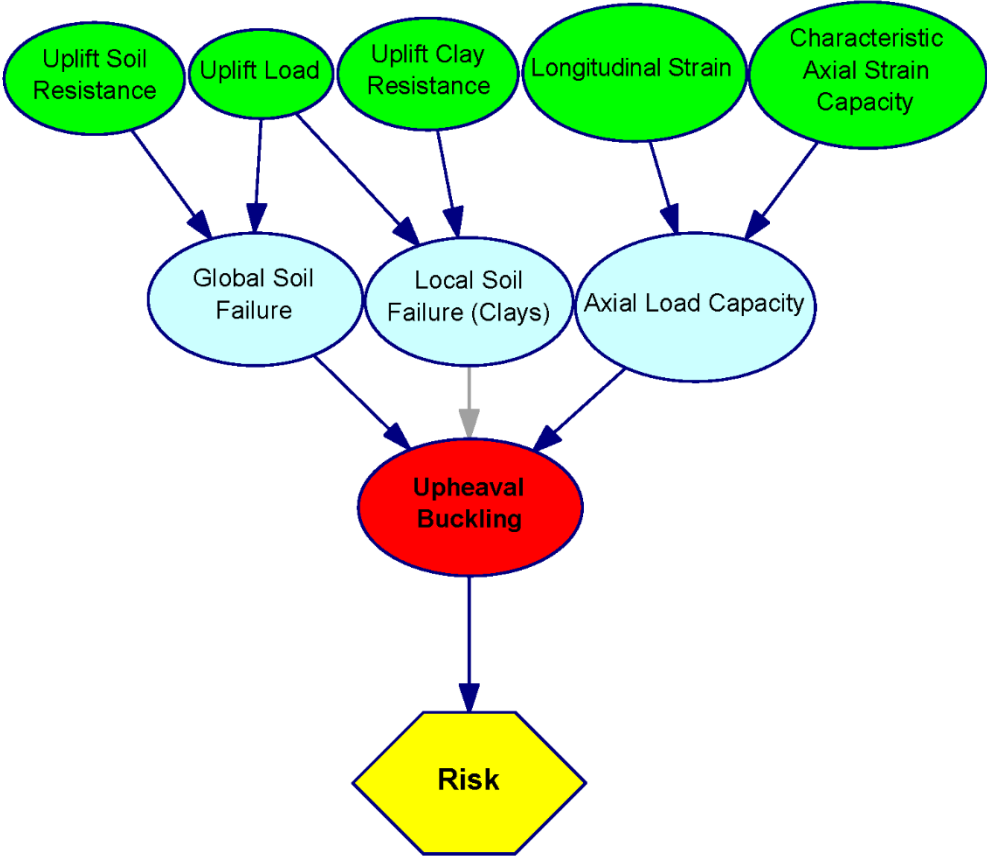 Uplift Soil
Resistance
Uplift Load
Uplift Clay
Resistance
Longitudinal Strain
Characteristic
Axial Strain
Capacity
Global Soil
Failure
Local Soil
Failure (Clays)
Axial Load Capacity
Upheaval
Buckling
Risk